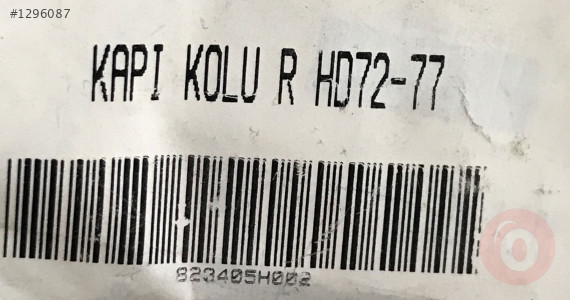 #1296087
KAPI KOLU R HD72-77
823405H002